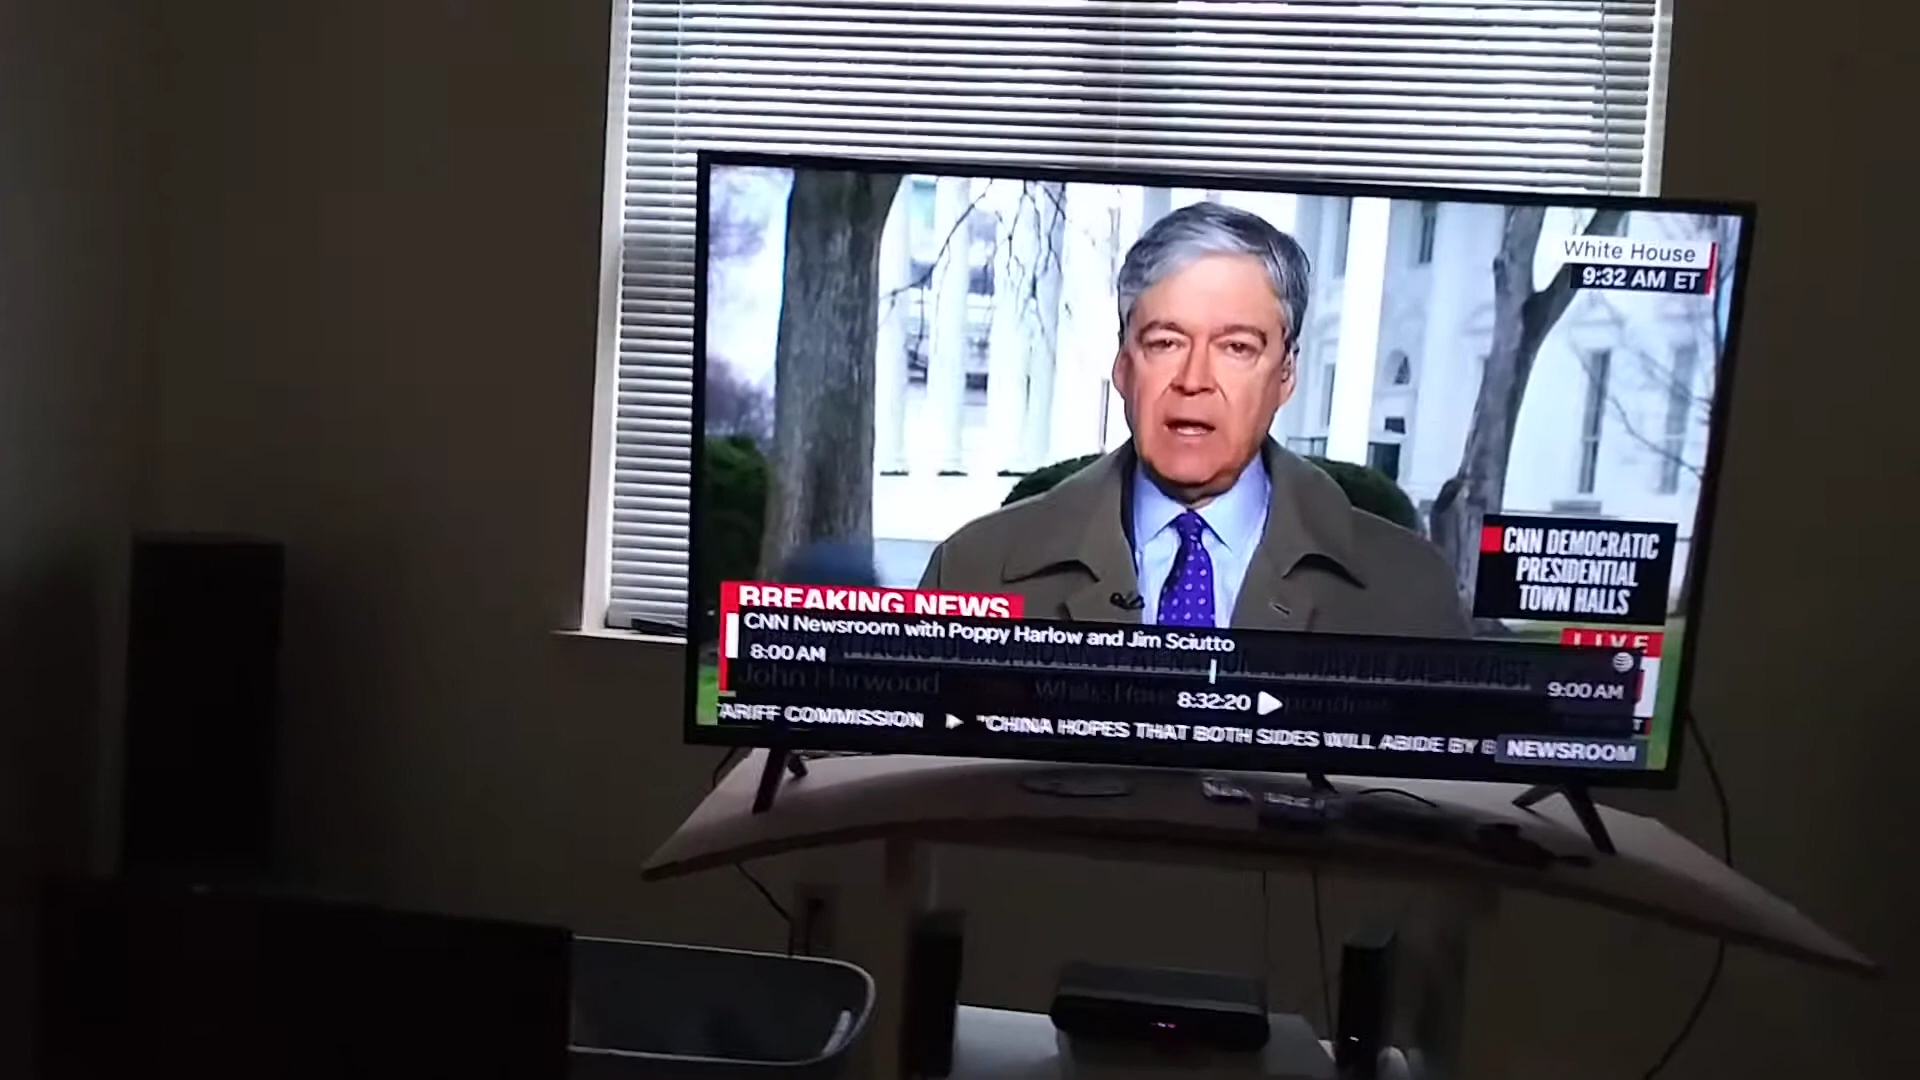 White House
9:32 AM ET
CNN DEMOCRATIC
PRESIDENTIAL
TOWN HALLS
BREAKING NEWS
LIVE
CNN Newsroom with Poppy Harlow and Jim Sciutto
8:00 AM
9:00 AM
John Harwood
8:32:20
ARIFF COMMISSION ▶ "CHINA HOPES THAT BOTH SIDES WILL ABIDE BY
NEWSROOM